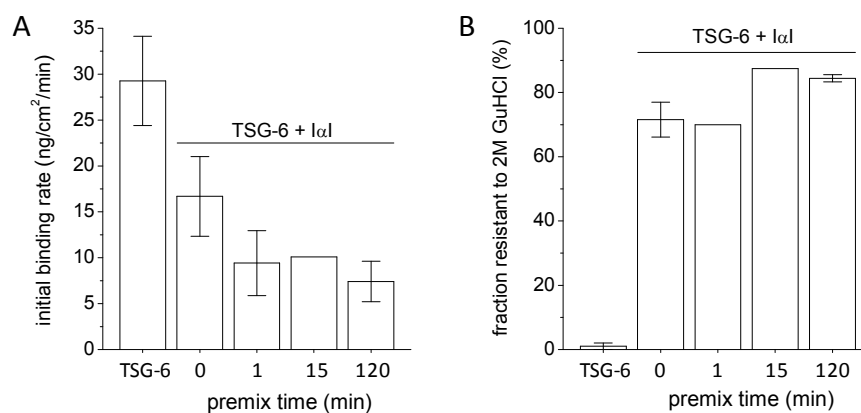 A
initial binding rate (ng/cm²/min)
35
30
25
20
15
10
5
0
TSG-6 + IαI
TSG-6 0 1 15 120
premix time (min)
B
fraction resistant to 2M GuHCl (%)
100
80
60
40
20
0
TSG-6 + IαI
TSG-6 0 1 15 120
premix time (min)